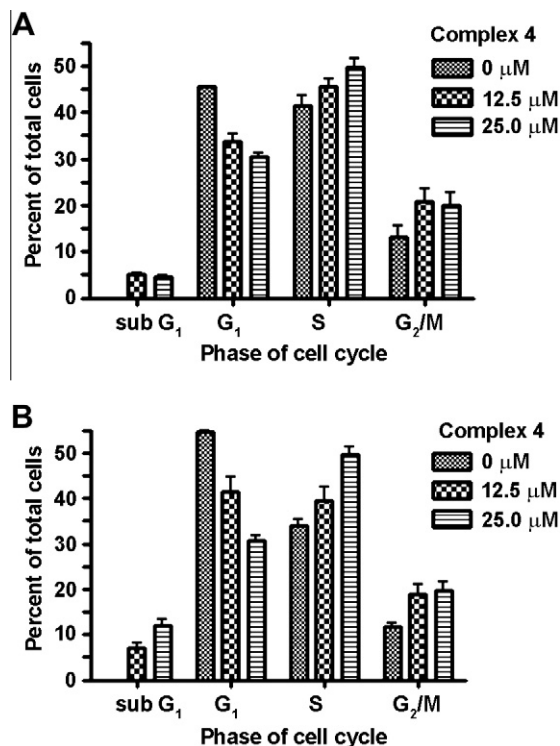 A
Complex 4
0 μM
12.5 μM
25.0 μM
Percent of total cells
50
40
30
20
10
0
sub G₁ G₁ S G₂/M
Phase of cell cycle
B
Complex 4
0 μM
12.5 μM
25.0 μM
Percent of total cells
50
40
30
20
10
0
sub G₁ G₁ S G₂/M
Phase of cell cycle